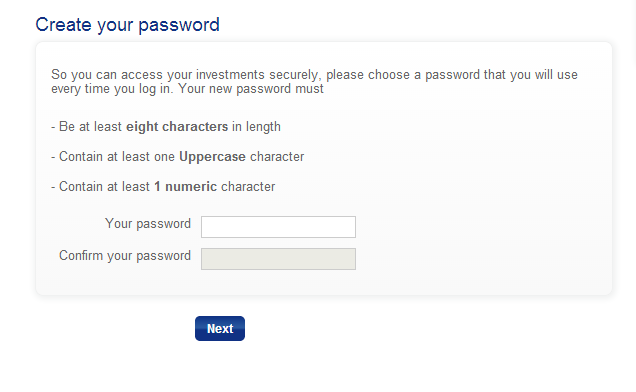 Create your password
So you can access your investments securely, please choose a password that you will use
every time you log in. Your new password must
- Be at least eight characters in length
- Contain at least one Uppercase character
- Contain at least 1 numeric character
Your password
Confirm your password
Next